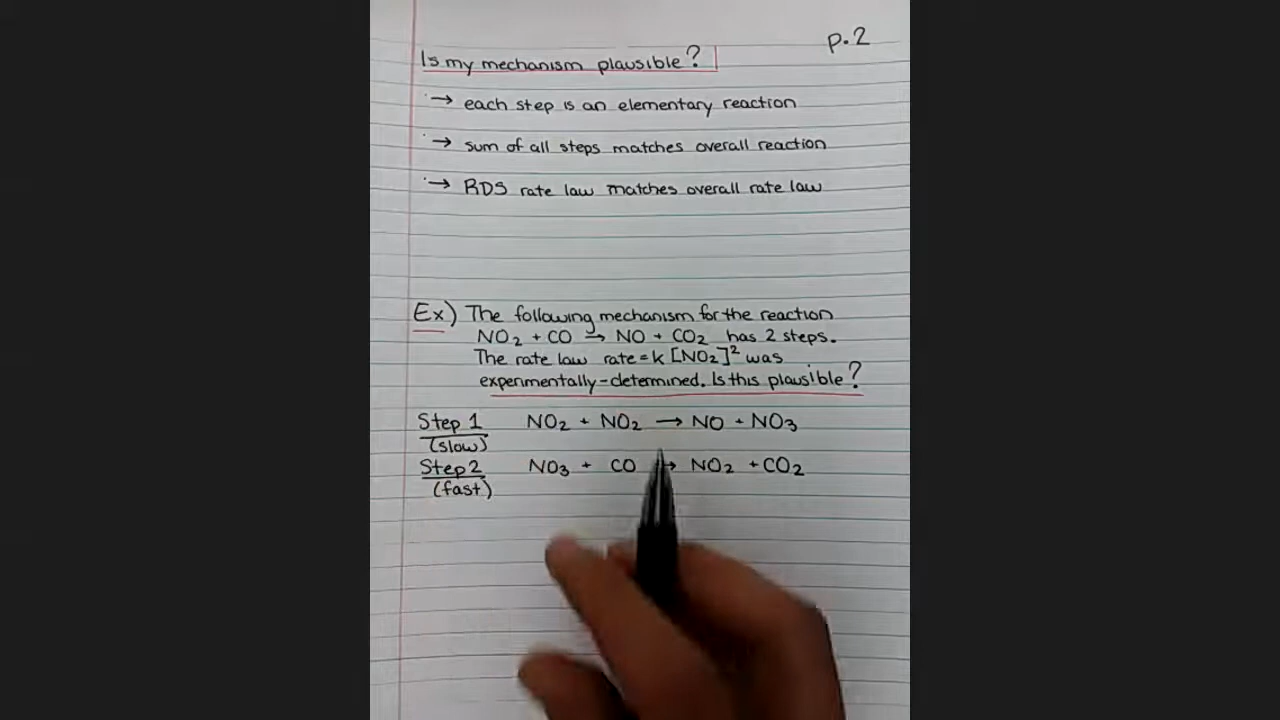 p.2
Is my mechanism plausible?
→ each step is an elementary reaction
→ sum of all steps matches overall reaction
→ RDS rate law matches overall rate law
Ex) The following mechanism for the reaction
NO₂ + CO → NO + CO₂ has 2 steps.
The rate law rate = k [NO₂]² was
experimentally-determined. Is this plausible?
Step 1 NO₂ + NO₂ → NO + NO₃
(slow)
Step 2 NO₃ + CO → NO₂ + CO₂
(fast)